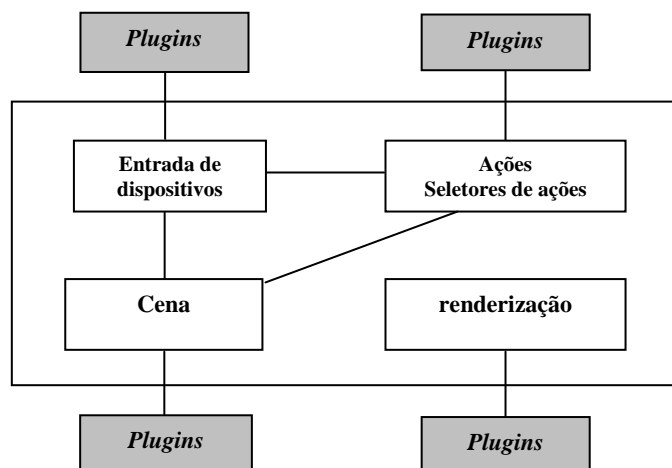 Plugins
Plugins
Entrada de
dispositivos
Ações
Seletores de ações
Cena
renderização
Plugins
Plugins